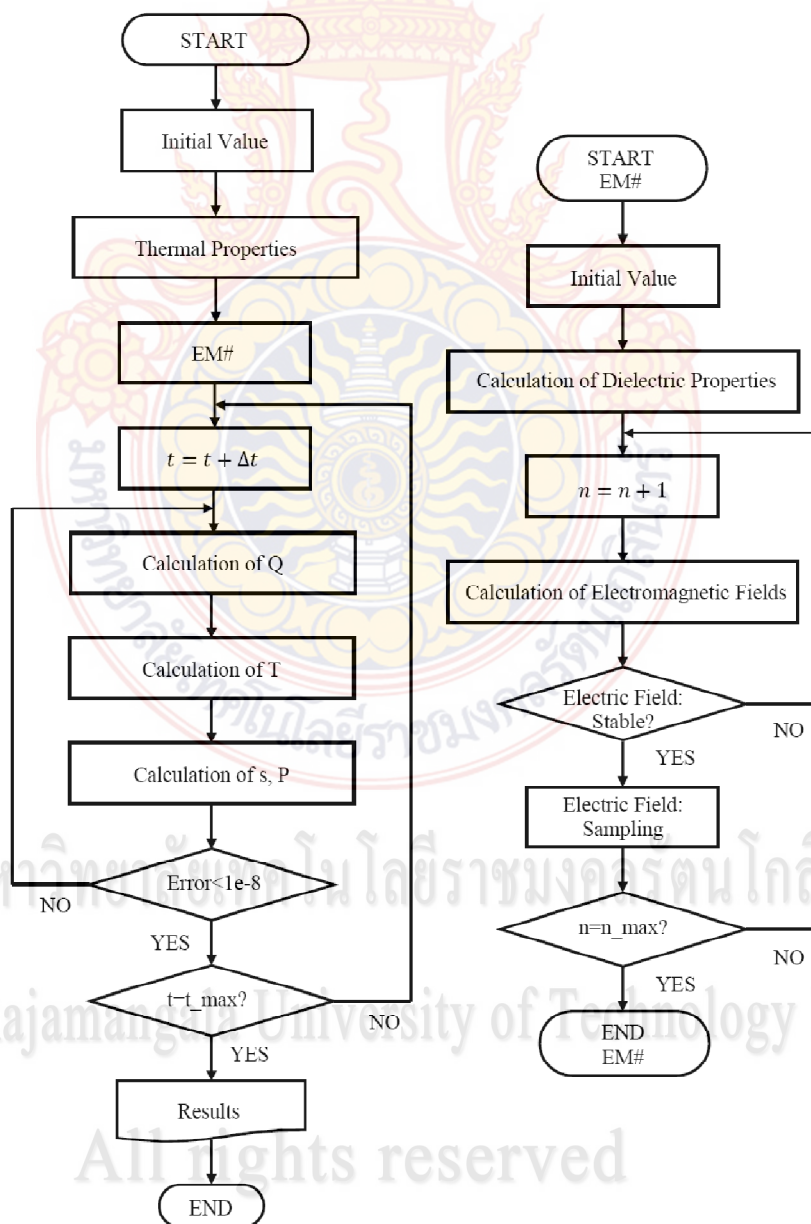 START
Initial Value
Thermal Properties
EM#
t = t + Δt
Calculation of Q
Calculation of T
Calculation of s, P
Error<1e-8
NO
YES
t=t_max?
NO
YES
Results
END
START
EM#
Initial Value
Calculation of Dielectric Properties
n = n + 1
Calculation of Electromagnetic Fields
Electric Field:
Stable?
NO
YES
Electric Field:
Sampling
n=n_max?
NO
YES
END
EM#
มหาวิทยาลัยเทคโนโลยีราชมงคลรัตนโกสินทร์
University of Technology
All rights reserved